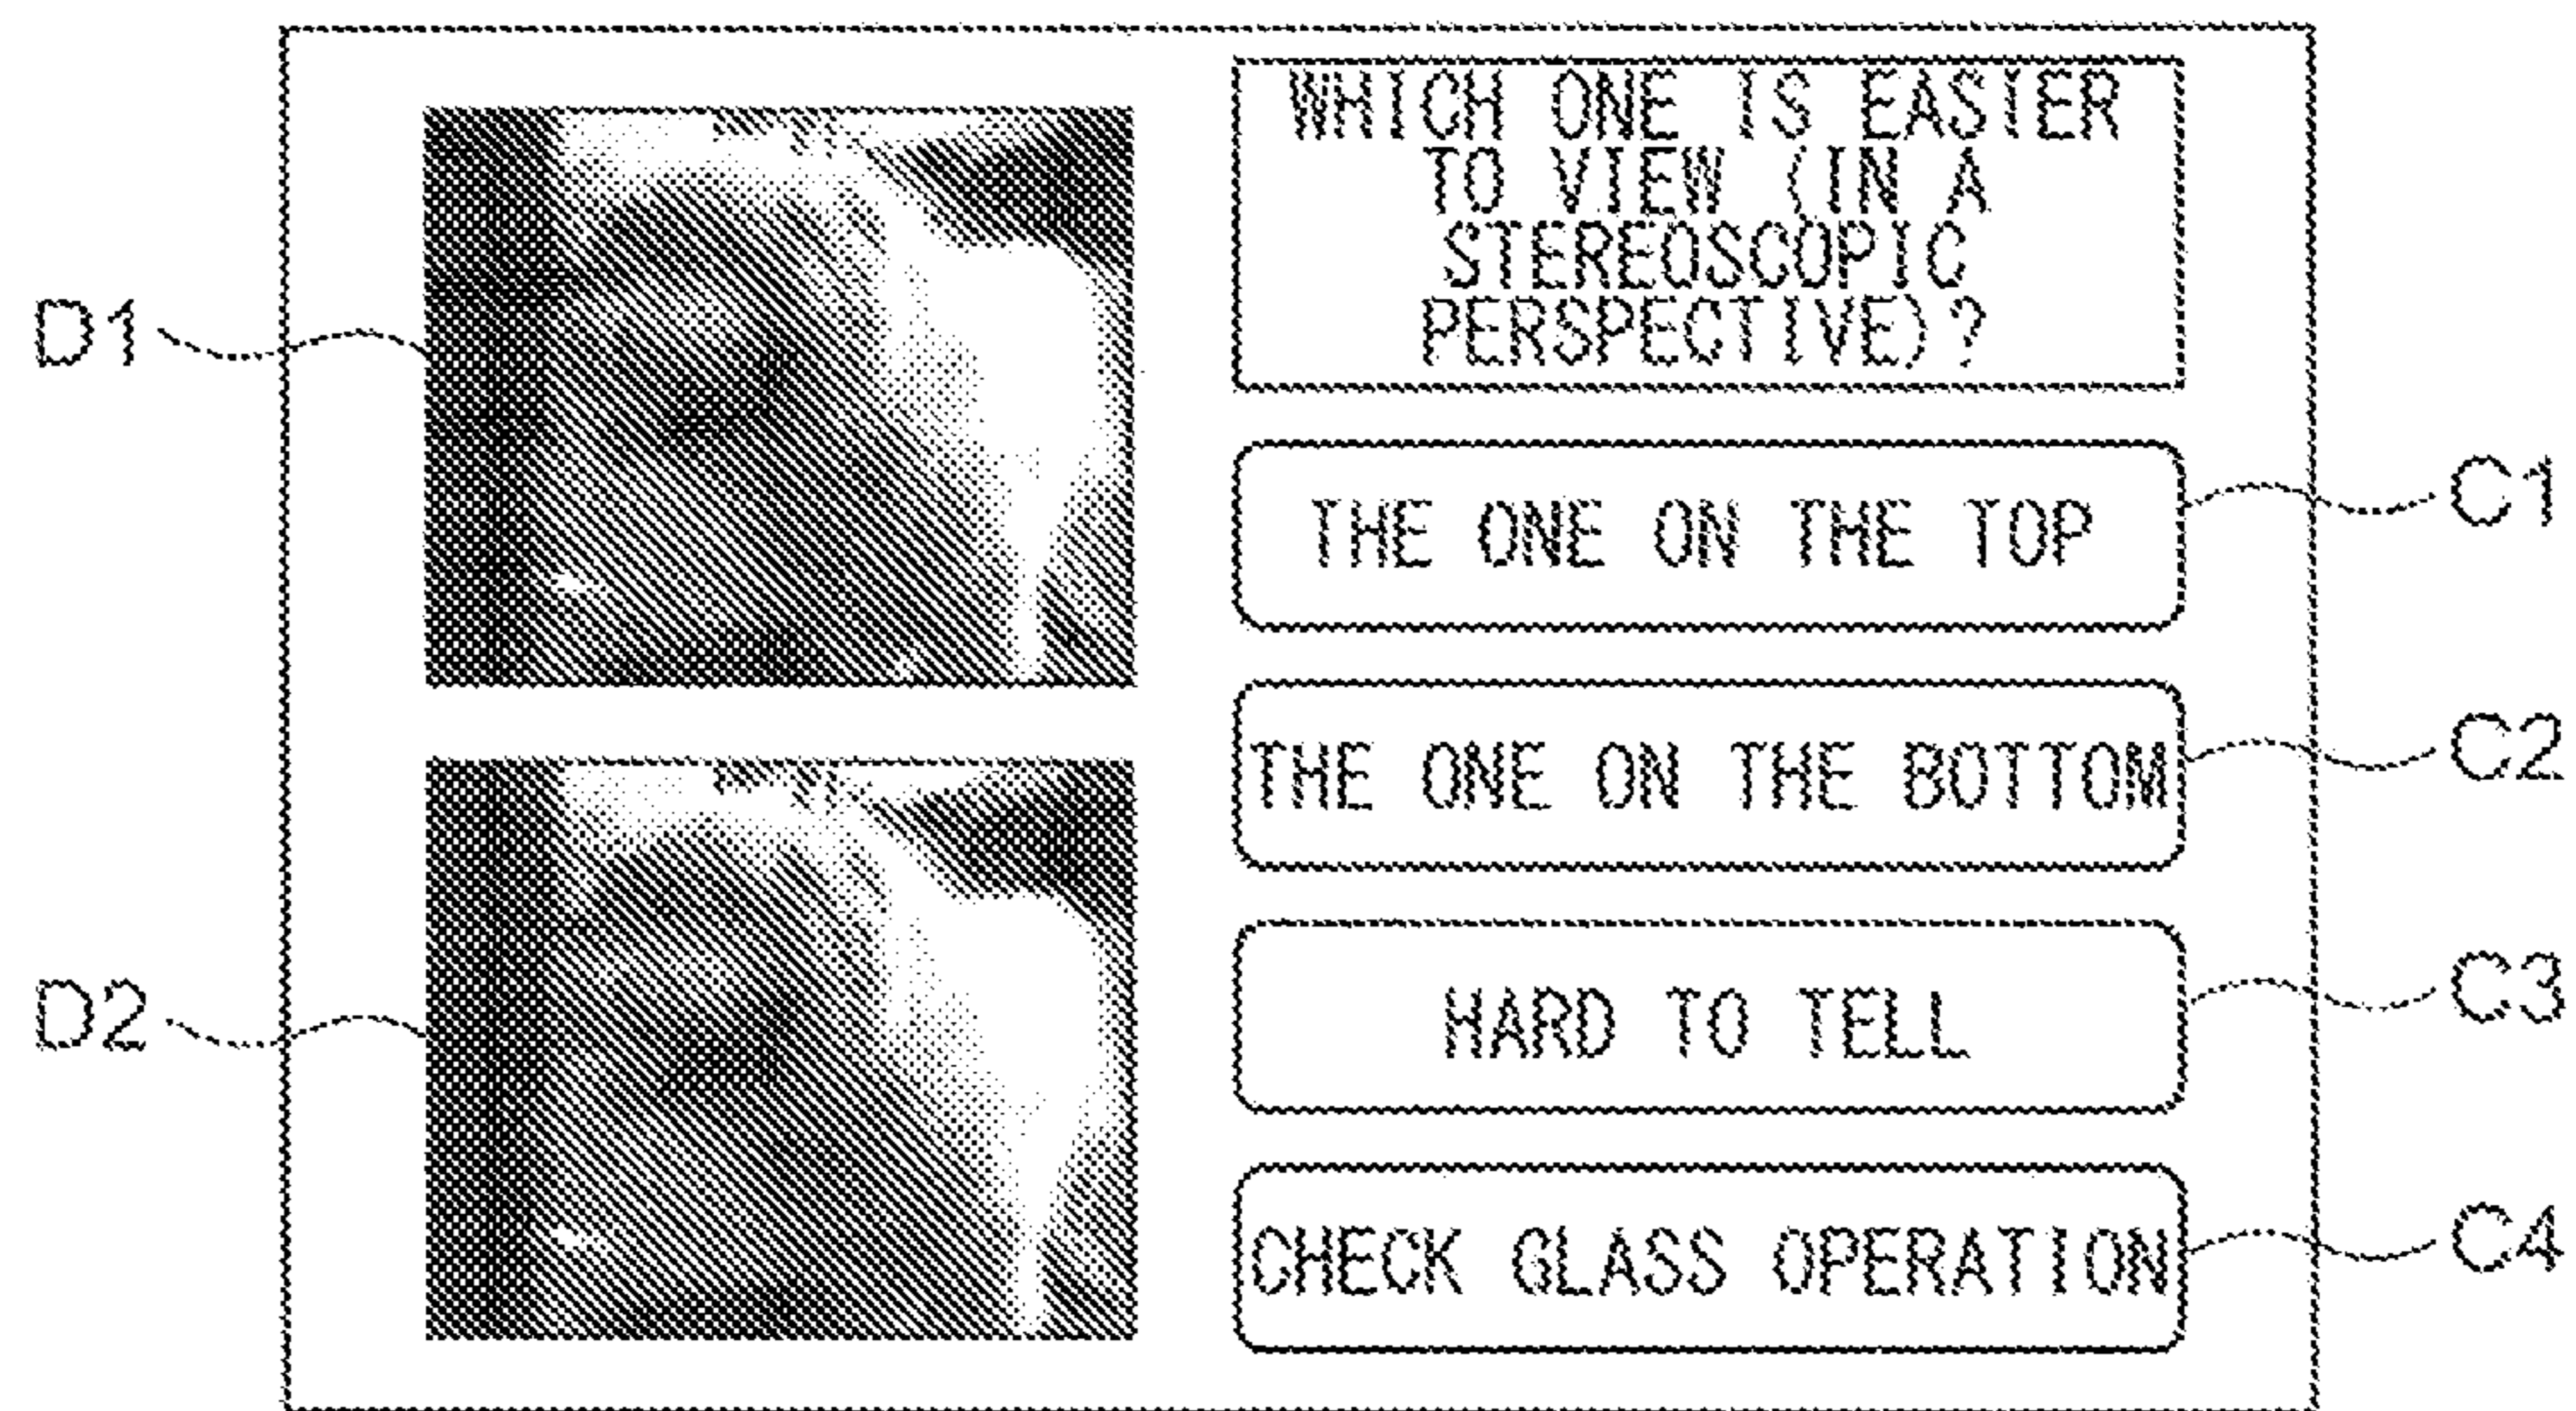 WHICH ONE IS EASIER
TO VIEW (IN A
STEREOSCOPIC
PERSPECTIVE)?
D1
C1
THE ONE ON THE TOP
C2
THE ONE ON THE BOTTOM
D2
C3
HARD TO TELL
C4
CHECK GLASS OPERATION